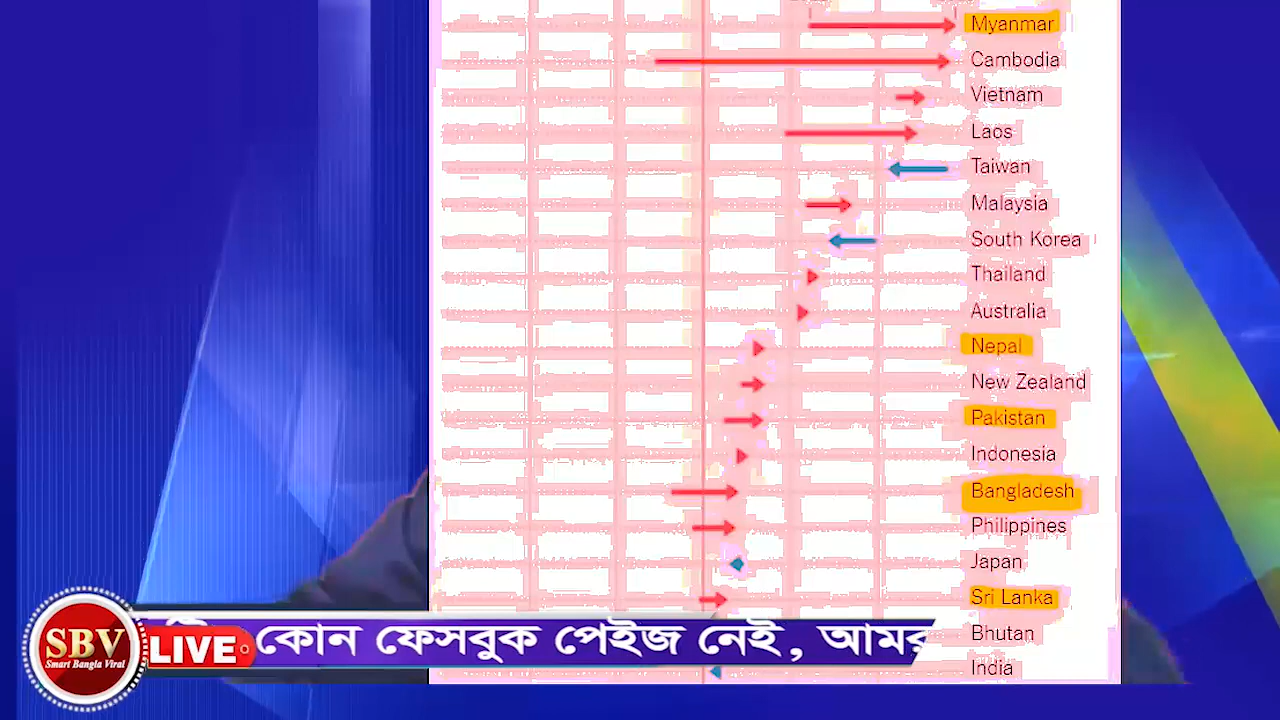 Myanmar
Cambodia
Vietnam
Laos
Taiwan
Malaysia
South Korea
Thailand
Australia
Nepal
New Zealand
Pakistan
Indonesia
Bangladesh
Philippines
Japan
Sri Lanka
Bhutan
India
SBV
Smart Bangla Viral
LIVE
কোন ফেসবুক পেইজ নেই,